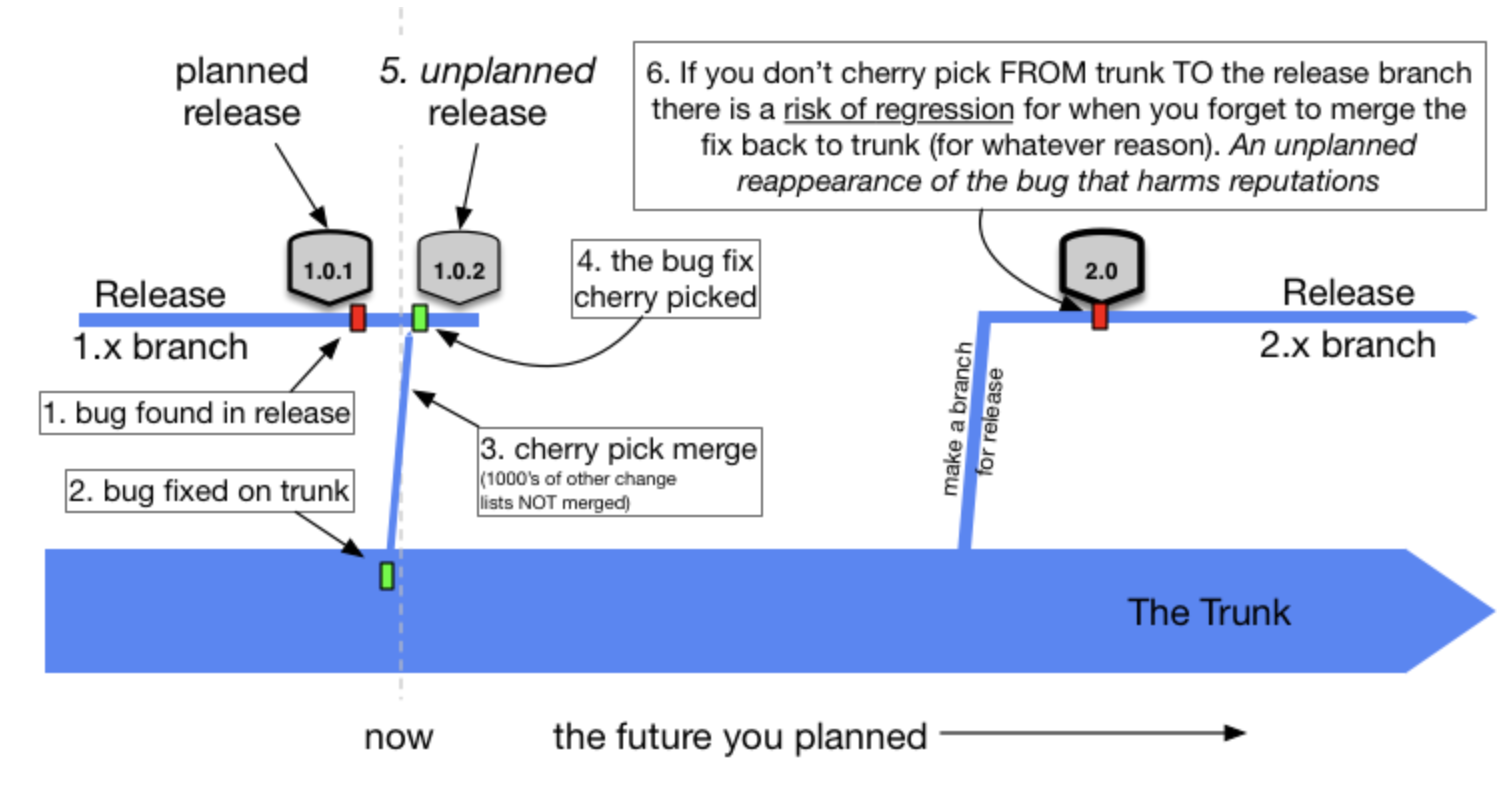 planned
release
5. unplanned
release
6. If you don't cherry pick FROM trunk TO the release branch
there is a risk of regression for when you forget to merge the
fix back to trunk (for whatever reason). An unplanned
reappearance of the bug that harms reputations
1.0.1
1.0.2
4. the bug fix
cherry picked
2.0
Release
1.x branch
Release
2.x branch
1. bug found in release
make a branch
for release
3. cherry pick merge
(1000's of other change
lists NOT merged)
2. bug fixed on trunk
The Trunk
now
the future you planned